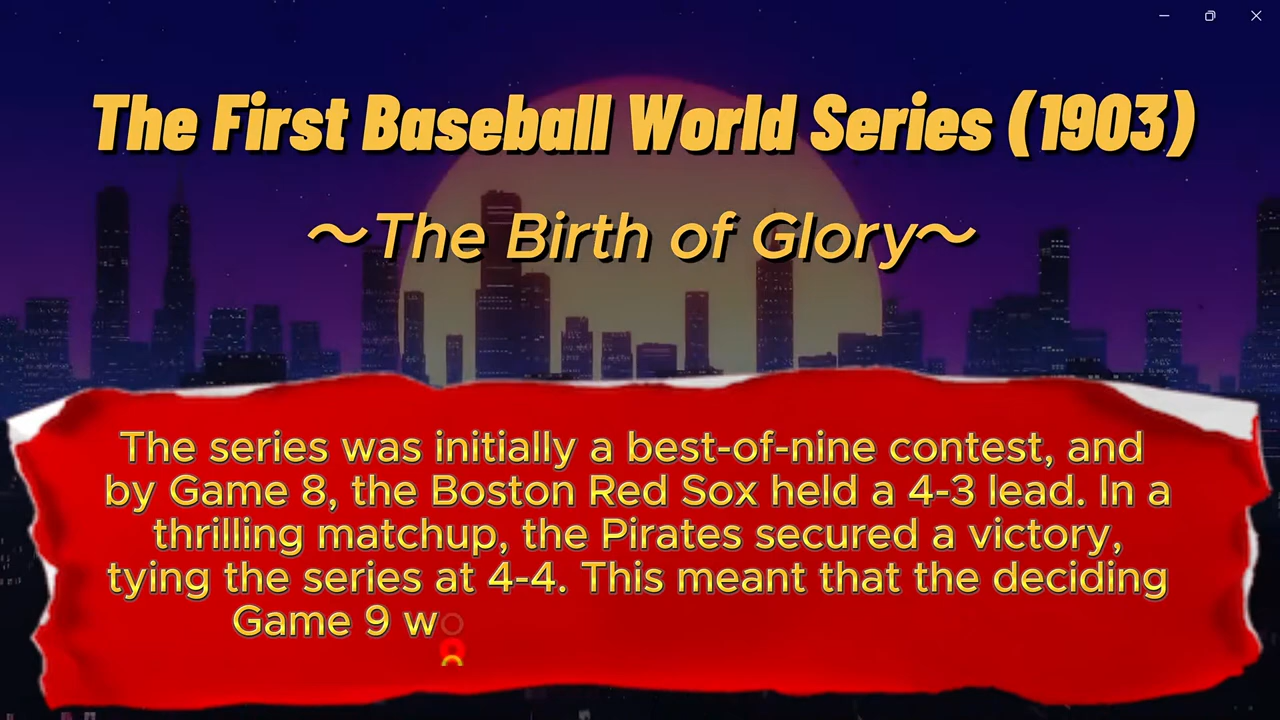 The First Baseball World Series (1903)
～The Birth of Glory～
The series was initially a best-of-nine contest, and
by Game 8, the Boston Red Sox held a 4-3 lead. In a
thrilling matchup, the Pirates secured a victory,
tying the series at 4-4. This meant that the deciding
Game 9 w